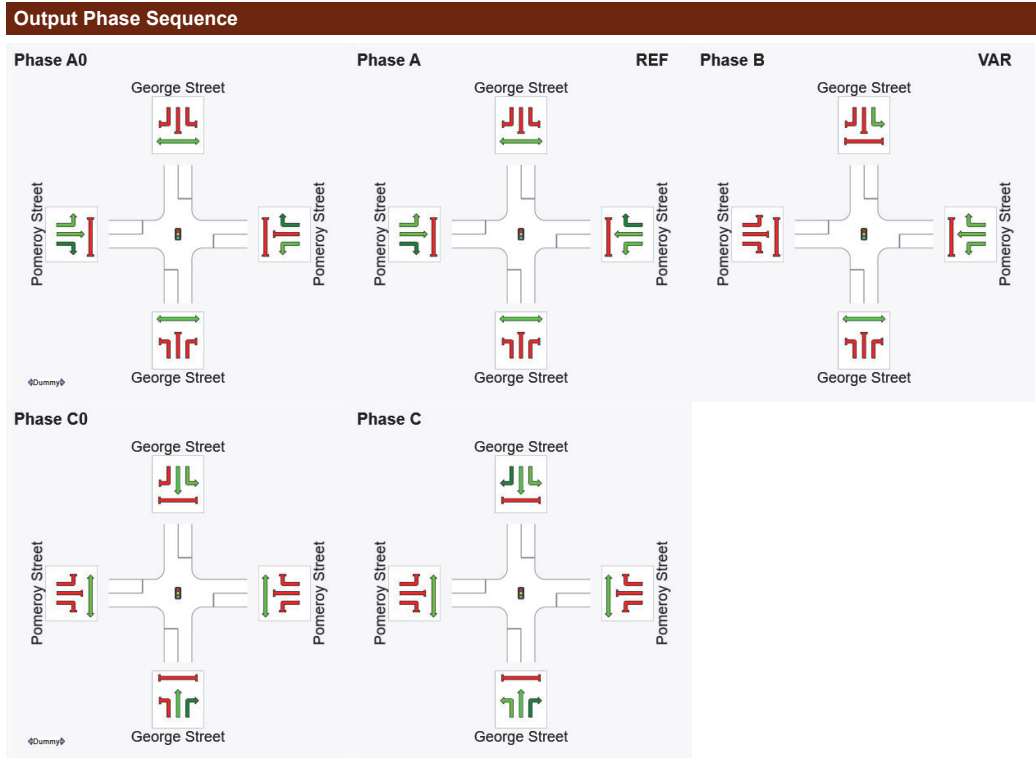 Output Phase Sequence
Phase A0
George Street
Pomeroy Street
Pomeroy Street
George Street
Dummy
Phase A
REF
George Street
Pomeroy Street
Pomeroy Street
George Street
Phase B
VAR
George Street
Pomeroy Street
Pomeroy Street
George Street
Phase C0
George Street
Pomeroy Street
Pomeroy Street
George Street
Dummy
Phase C
George Street
Pomeroy Street
Pomeroy Street
George Street